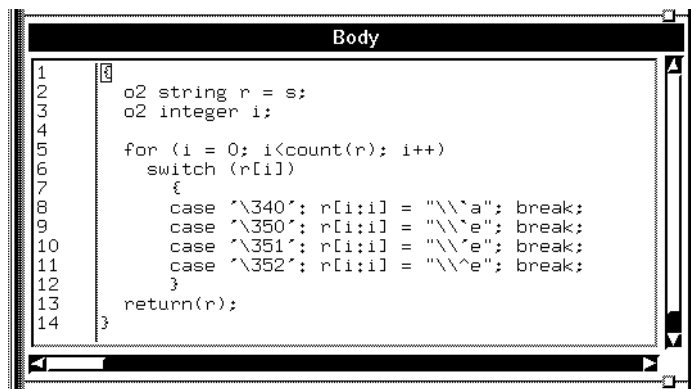 Body
1 {
2 o2 string r = s;
3 o2 integer i;
4
5 for (i = 0; i<count(r); i++)
6 switch (r[i])
7 {
8 case '\340': r[i:i] = "\\`a"; break;
9 case '\350': r[i:i] = "\\`e"; break;
10 case '\351': r[i:i] = "\\'e"; break;
11 case '\352': r[i:i] = "\\^e"; break;
12 }
13 return(r);
14 }